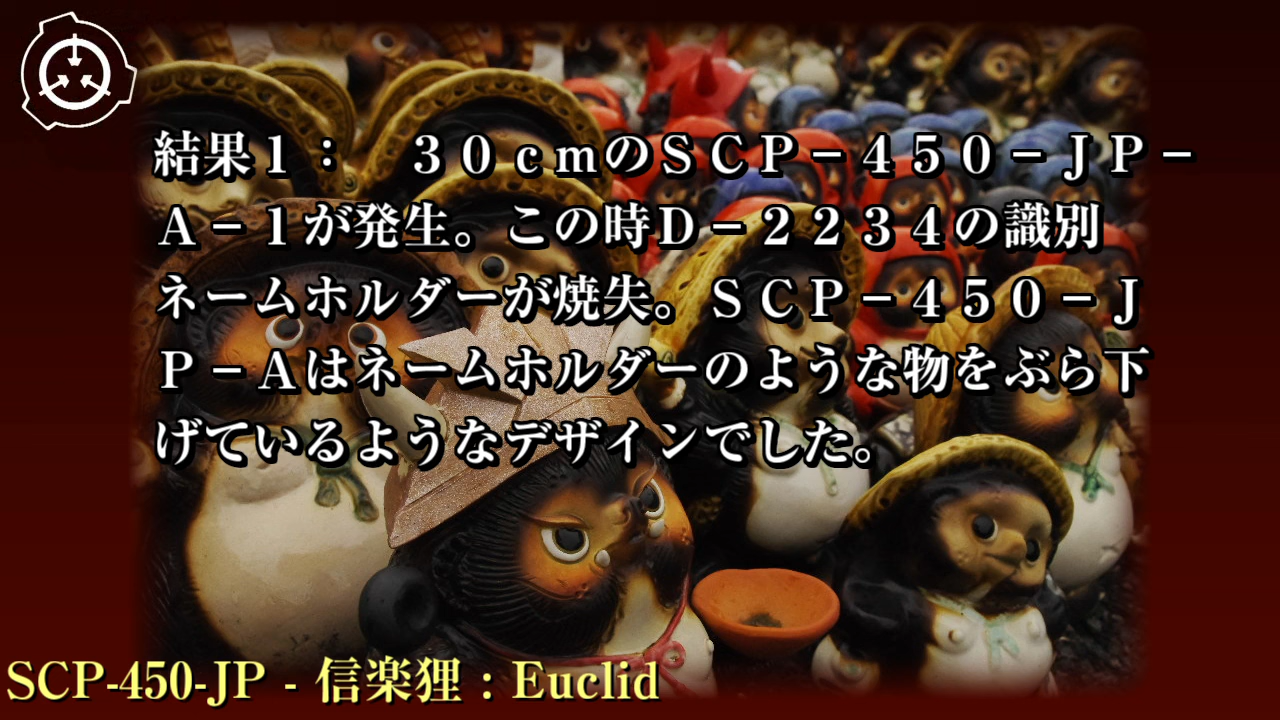 結果１：　３０ｃｍのＳＣＰ－４５０－ＪＰ－
Ａ－１が発生。この時Ｄ－２２３４の識別
ネームホルダーが焼失。ＳＣＰ－４５０－Ｊ
Ｐ－Ａはネームホルダーのような物をぶら下
げているようなデザインでした。
SCP-450-JP - 信楽狸：Euclid